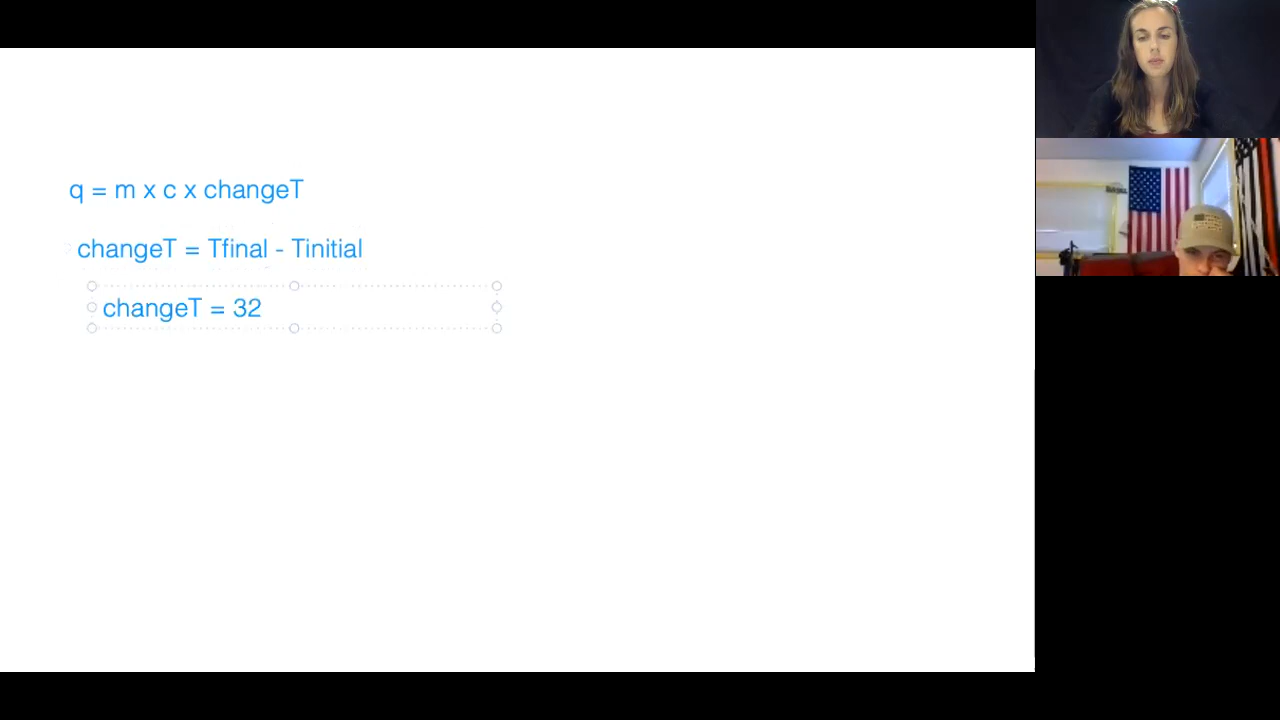 q = m x c x changeT
changeT = Tfinal - Tinitial
changeT = 32